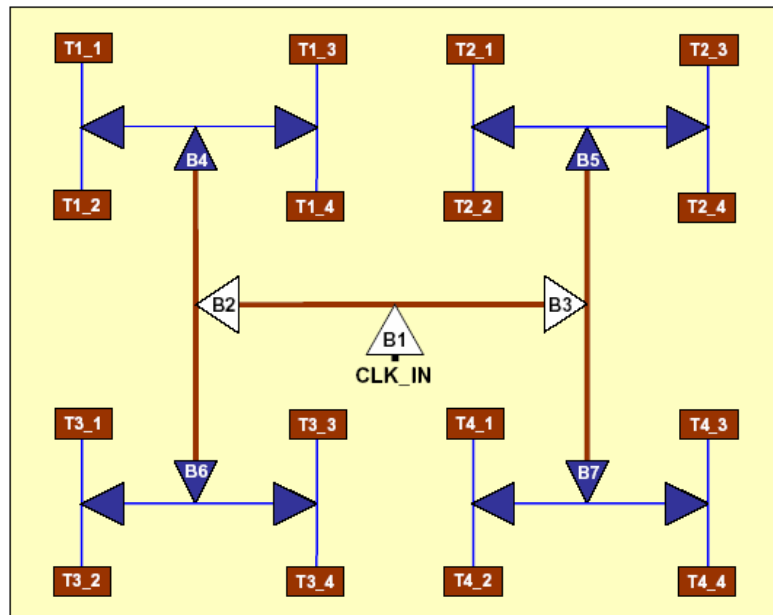 T1_1
T1_3
T2_1
T2_3
B4
B5
T1_2
T1_4
T2_2
T2_4
B2
B3
B1
CLK_IN
T3_1
T3_3
T4_1
T4_3
B6
B7
T3_2
T3_4
T4_2
T4_4